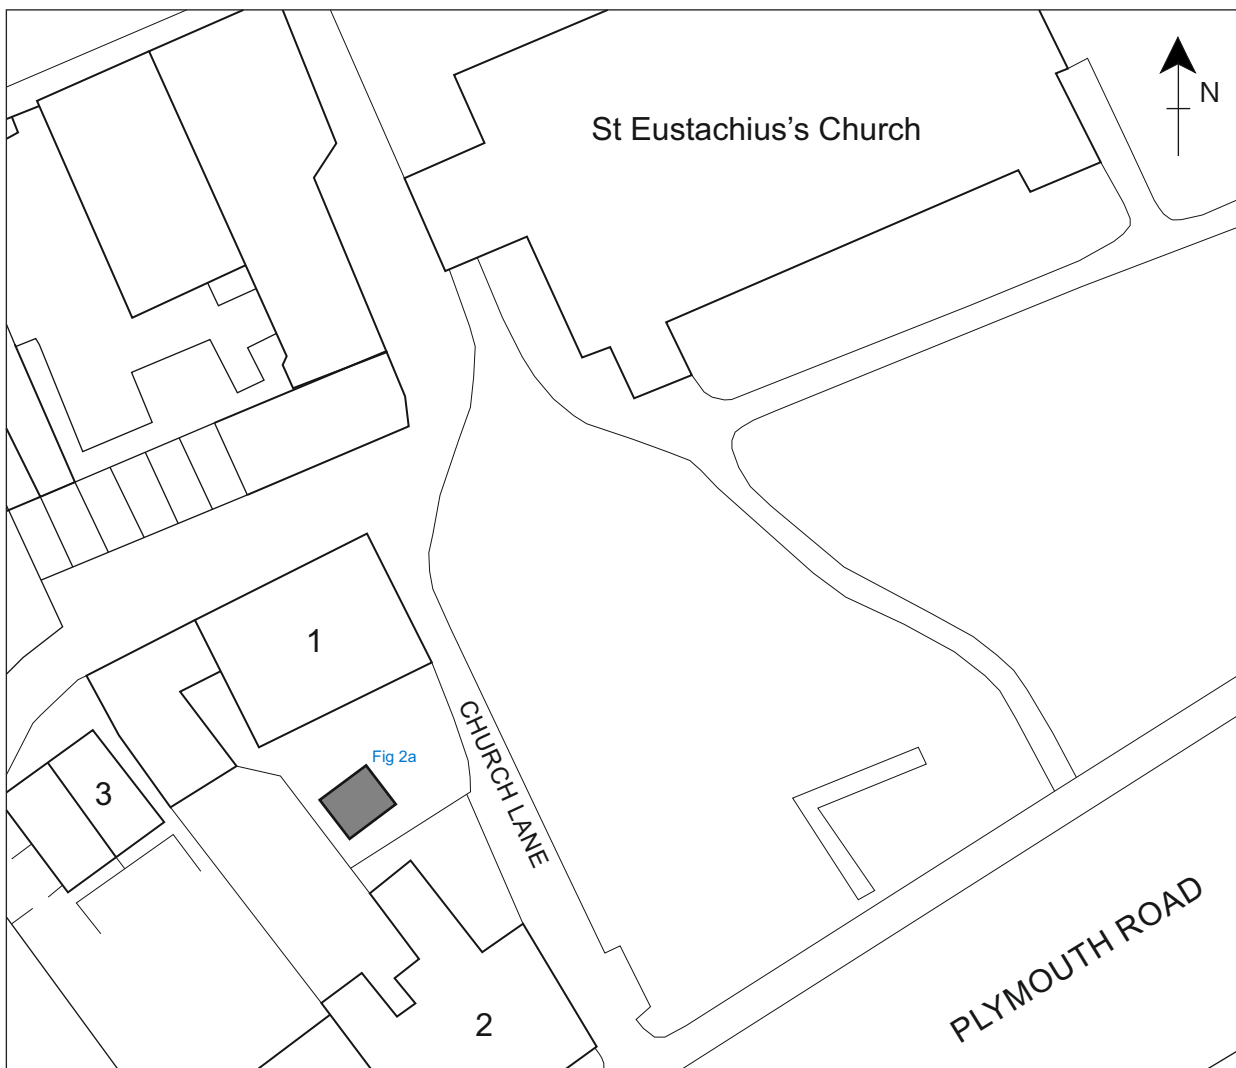 N
St Eustachius's Church
1
Fig 2a
CHURCH LANE
3
PLYMOUTH ROAD
2